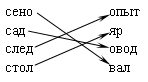 сено опыт
сад яр
след овод
стол вал